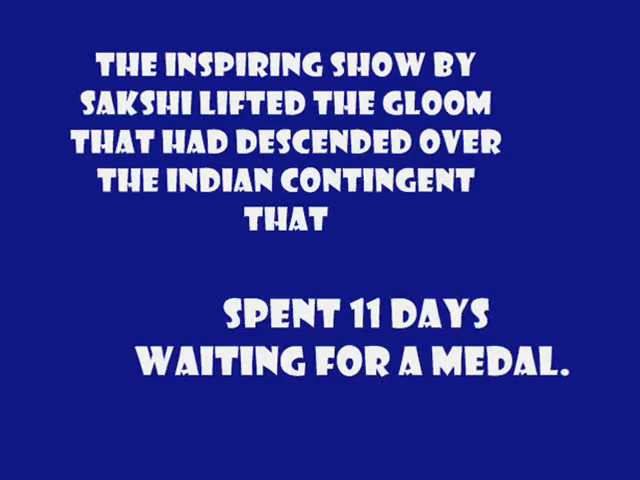 THE INSPIRING SHOW BY
SAKSHI LIFTED THE GLOOM
THAT HAD DESCENDED OVER
THE INDIAN CONTINGENT
THAT
SPENT 11 DAYS
WAITING FOR A MEDAL.